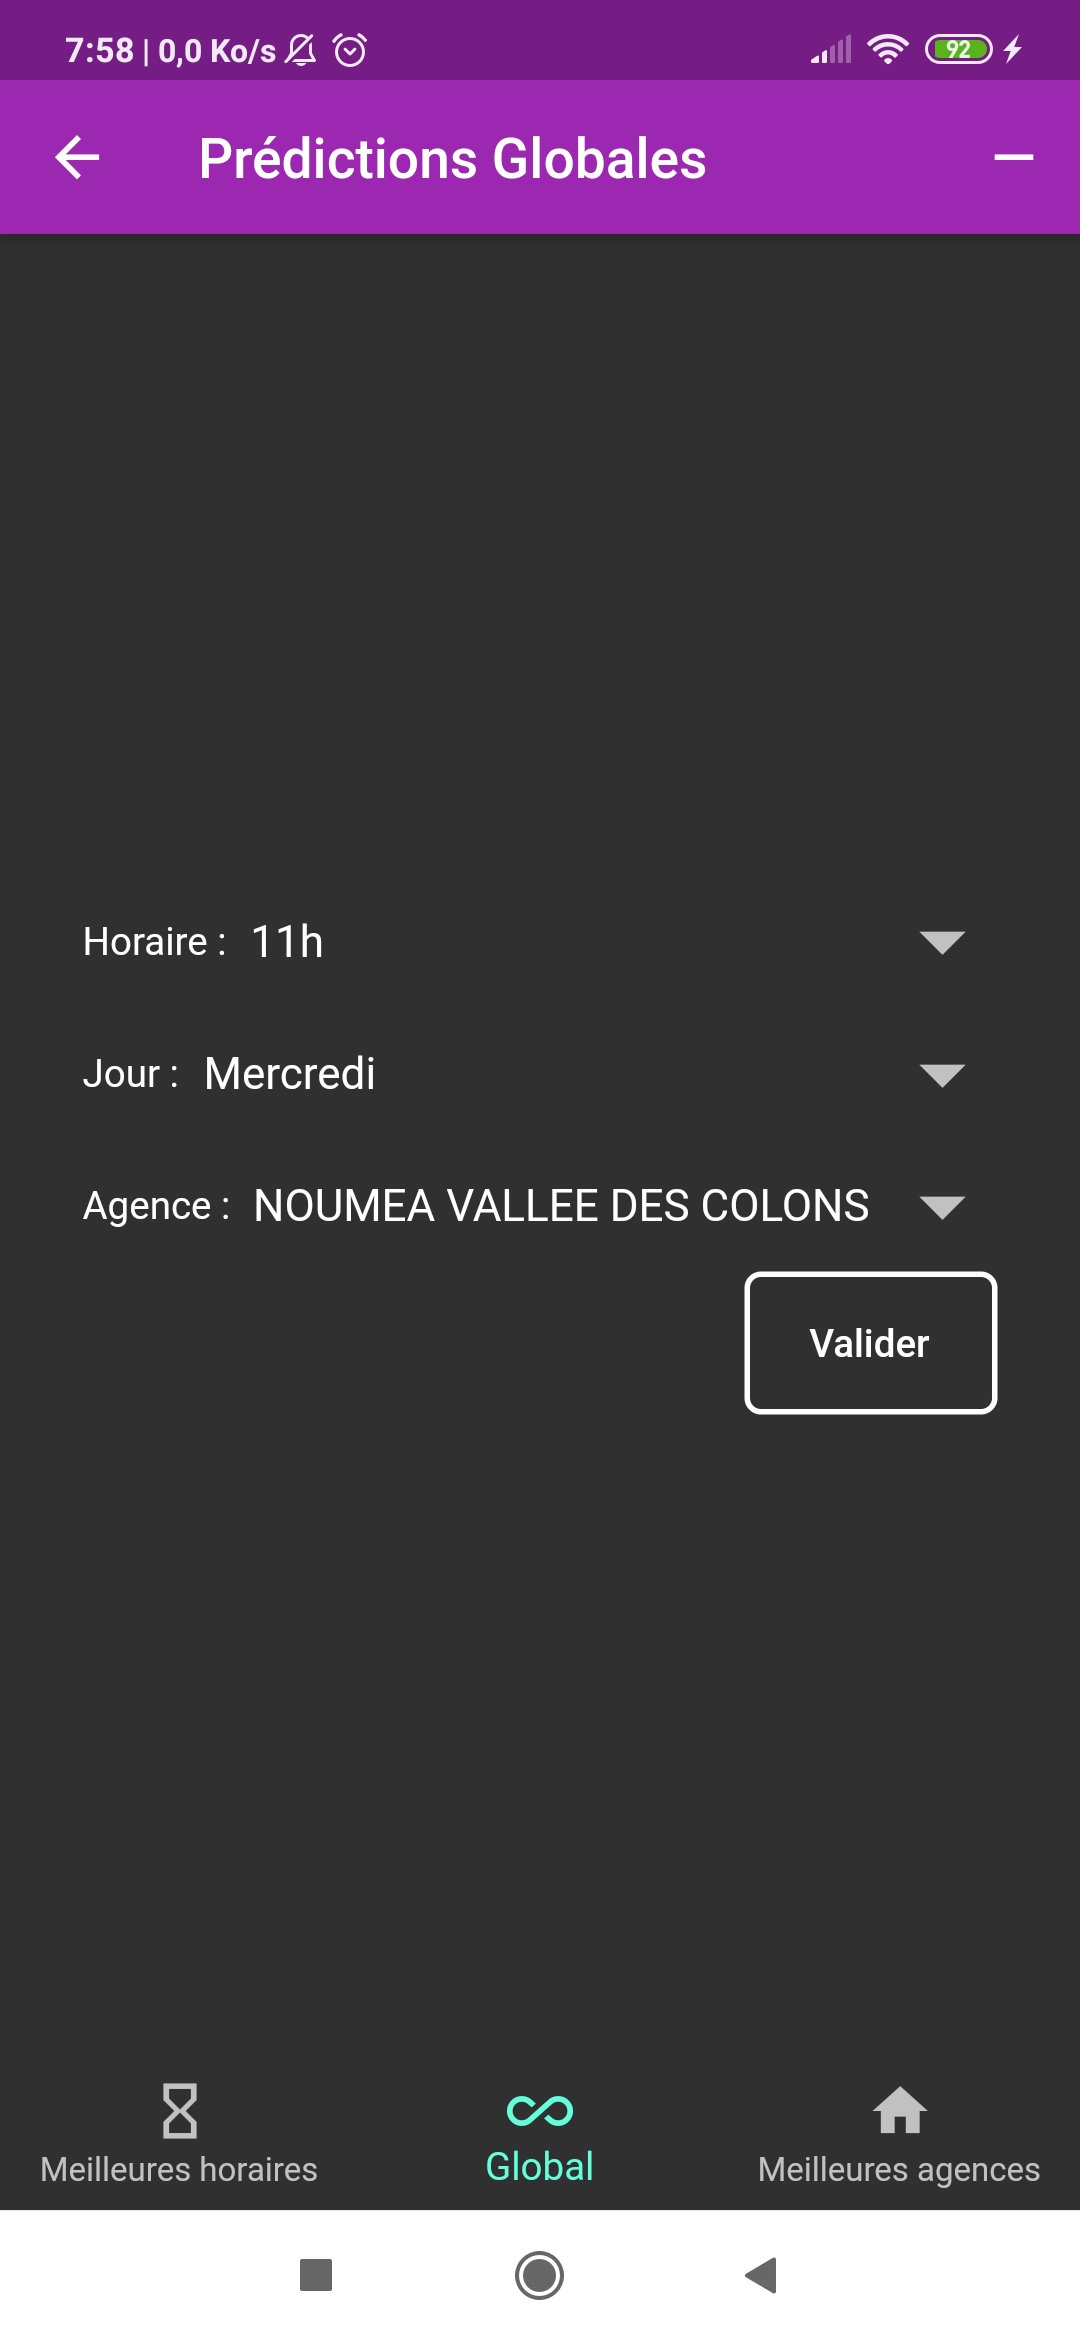 7:58 | 0,0 Ko/s 92
Prédictions Globales
Horaire : 11h
Jour : Mercredi
Agence : NOUMEA VALLEE DES COLONS
Valider
Meilleures horaires Global Meilleures agences